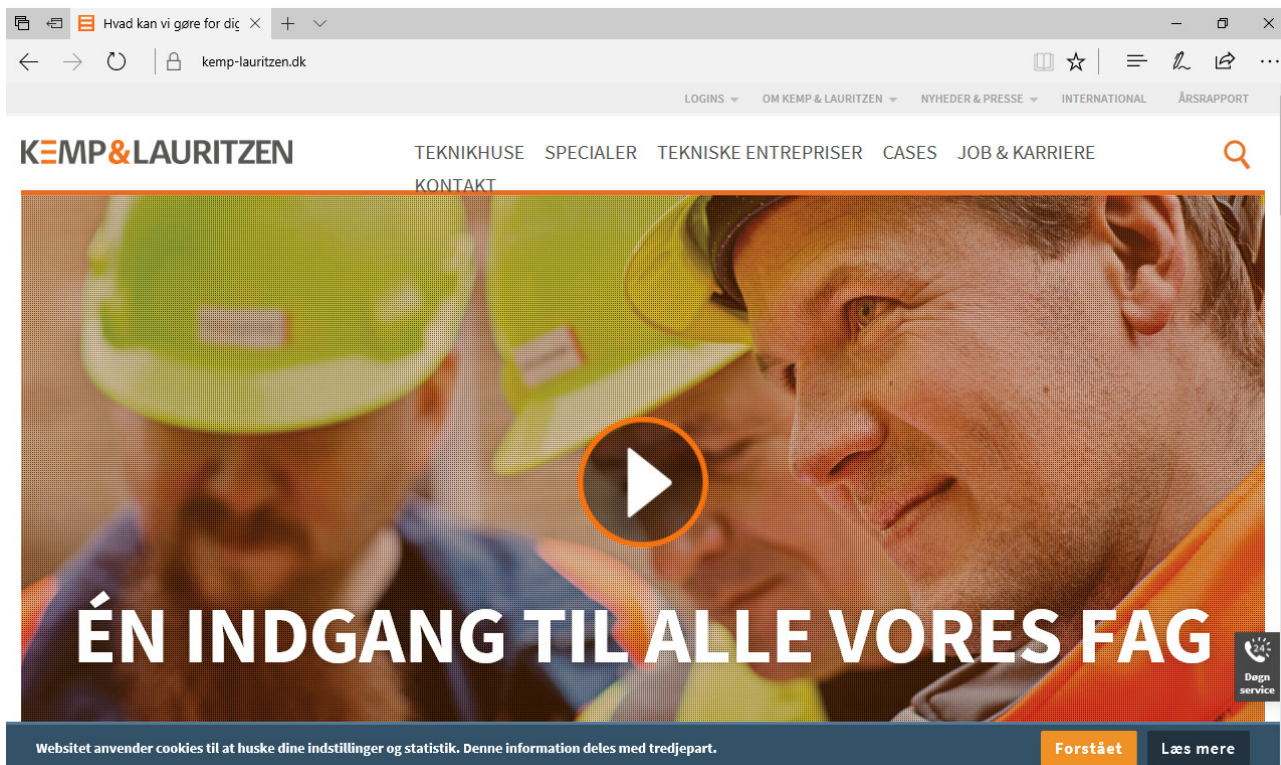 Hvad kan vi gøre for dig
kemp-lauritzen.dk
LOGINS OM KEMP & LAURITZEN NYHEDER & PRESSE INTERNATIONAL ÅRSRAPPORT
KEMP&LAURITZEN
TEKNIKHUSE SPECIALER TEKNISKE ENTREPRISER CASES JOB & KARRIERE
KONTAKT
ÉN INDGANG TIL ALLE VORES FAG
24
Døgn
service
Websitet anvender cookies til at huske dine indstillinger og statistik. Denne information deles med tredjepart.
Forstået Læs mere